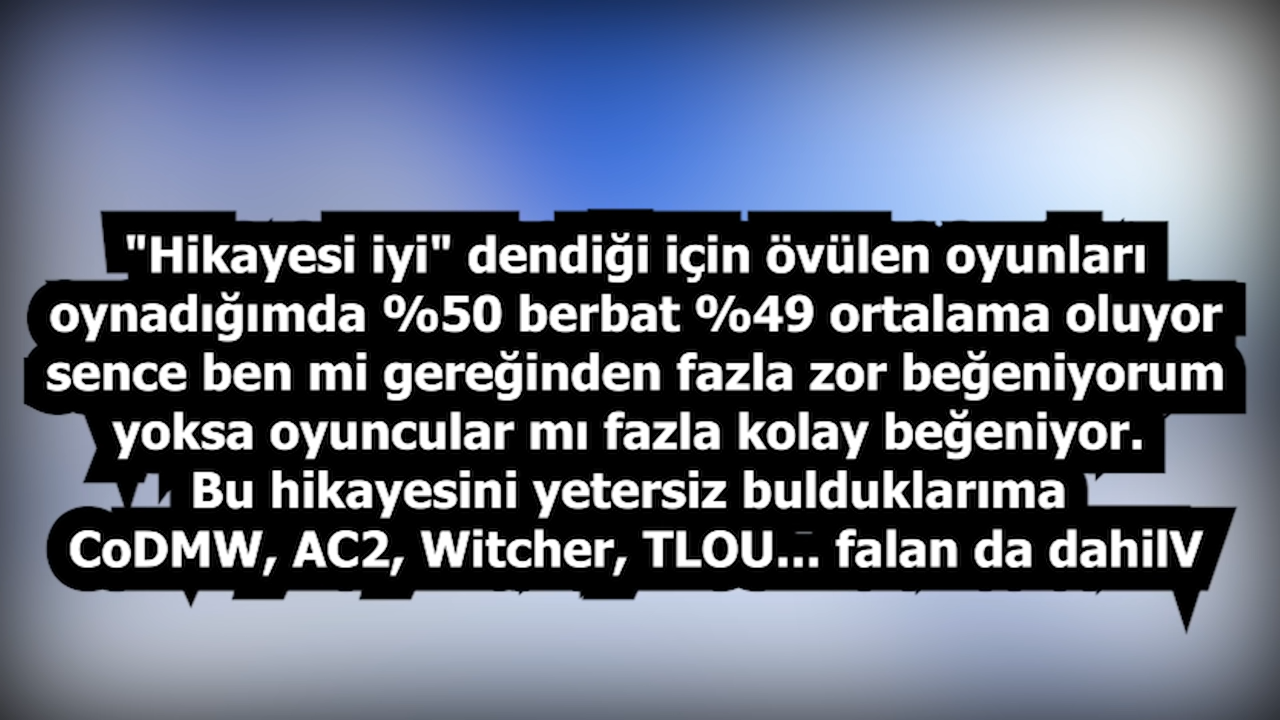 "Hikayesi iyi" dendiği için övülen oyunları
oynadığımda %50 berbat %49 ortalama oluyor
sence ben mi gereğinden fazla zor beğeniyorum
yoksa oyuncular mı fazla kolay beğeniyor.
Bu hikayesini yetersiz bulduklarıma
CoDMW, AC2, Witcher, TLOU... falan da dahilV